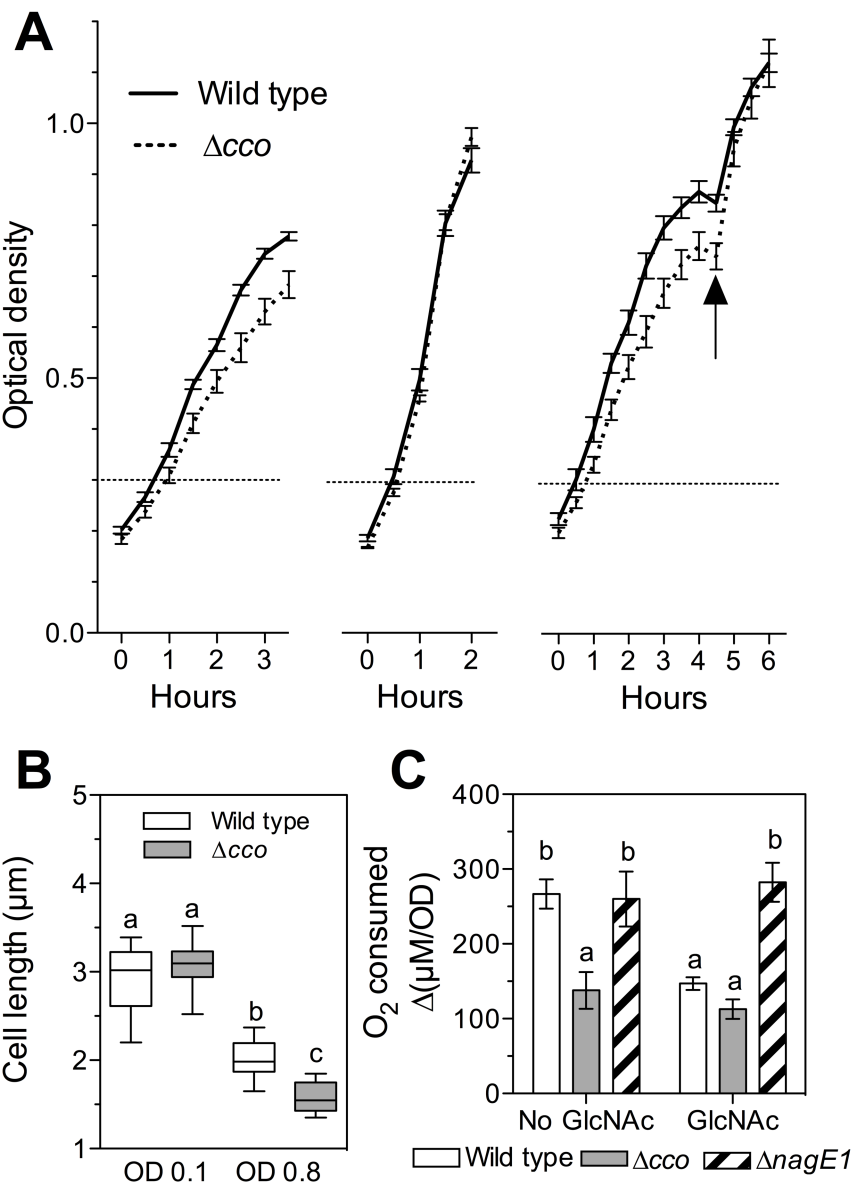 A
Wild type
Δcco
1.0
0.5
0.0
Optical density
0 1 2 3
0 1 2
0 1 2 3 4 5 6
Hours
Hours
Hours
B
5
4
3
2
1
Cell length (µm)
Wild type
Δcco
a a
b
c
OD 0.1 OD 0.8
C
400
300
200
100
0
O2 consumed
Δ(µM/OD)
b b b
a a a
No GlcNAc GlcNAc
Wild type Δcco ΔnagE1